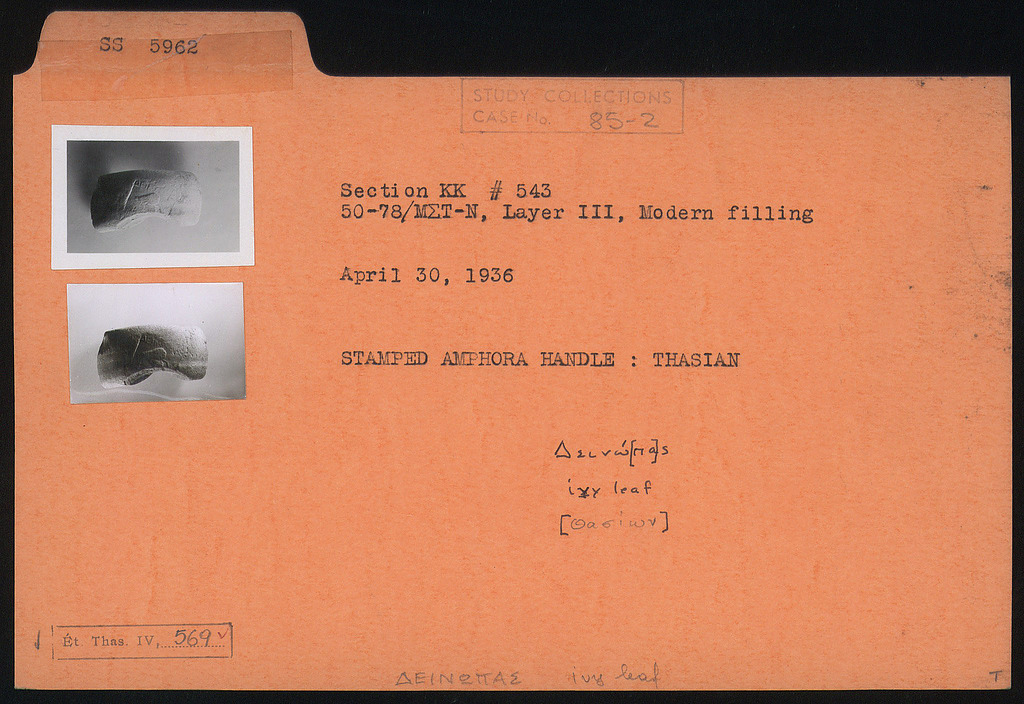 SS 5962
STUDY COLLECTIONS
CASE No. 85-2
Section KK # 543
50-78/ΜΣΤ-Ν, Layer III, Modern filling
April 30, 1936
STAMPED AMPHORA HANDLE : THASIAN
Δεινώ[πα]ς
ivy leaf
[Θασίων]
Ét. Thas. IV, 569 ✓
ΔΕΙΝΩΠΑΣ ivy leaf
T